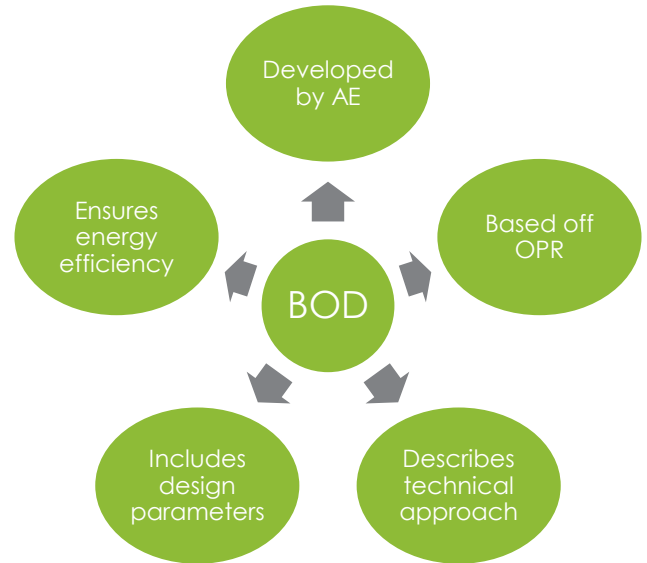 Developed
by AE
Ensures
energy
efficiency
Based off
OPR
BOD
Includes
design
parameters
Describes
technical
approach